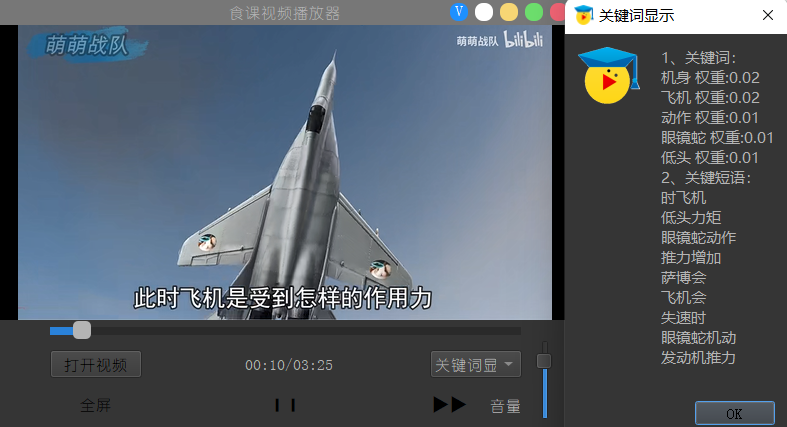 食课视频播放器
V
萌萌战队
萌萌战队 bilibili
此时飞机是受到怎样的作用力
打开视频
00:10/03:25
关键词显
全屏
音量
关键词显示
1、关键词:
机身 权重:0.02
飞机 权重:0.02
动作 权重:0.01
眼镜蛇 权重:0.01
低头 权重:0.01
2、关键短语:
时飞机
低头力矩
眼镜蛇动作
推力增加
萨博会
飞机会
失速时
眼镜蛇机动
发动机推力
OK